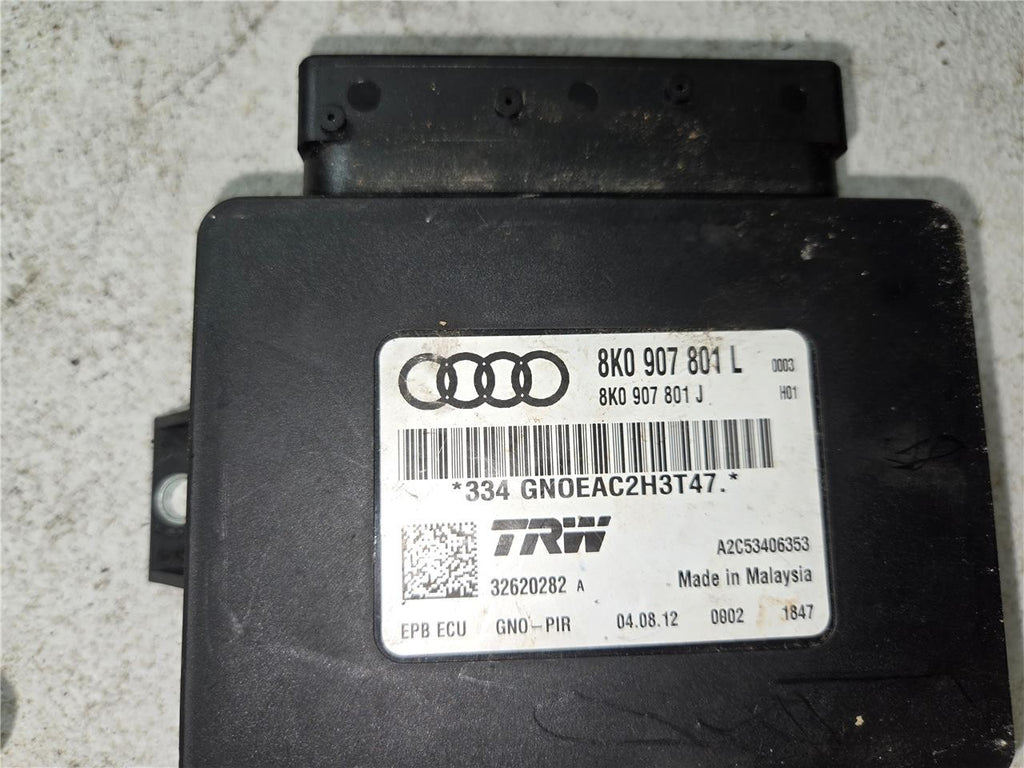 8K0 907 801 L 0003
8K0 907 801 J H01
*334 GNOEAC2H3T47.*
TRW A2C53406353
32620282 A Made in Malaysia
EPB ECU GNO-PIR 04.08.12 0002 1847